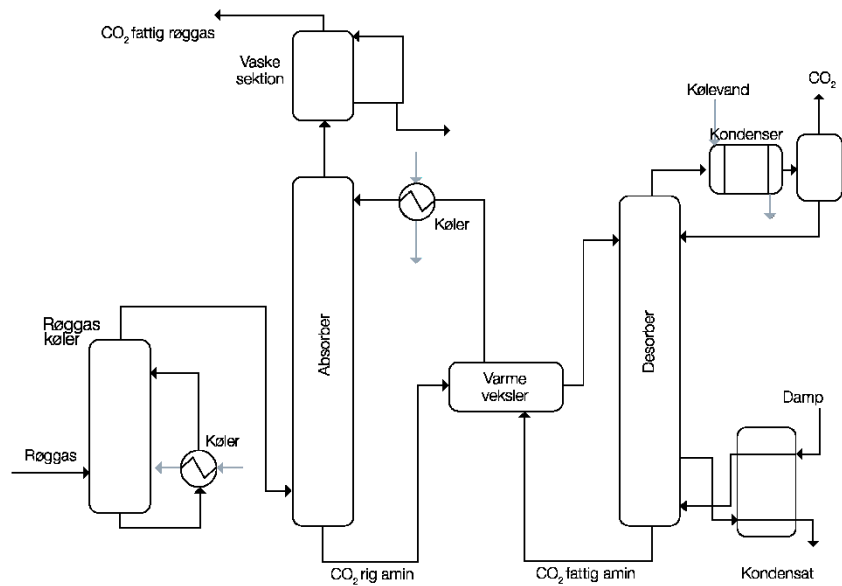 CO₂ fattig røggas
Vaske
sektion
CO₂
Kølevand
Kondenser
Køler
Absorber
Desorber
Røggas
køler
Varme
veksler
Damp
Køler
Røggas
CO₂ rig amin
CO₂ fattig amin
Kondensat